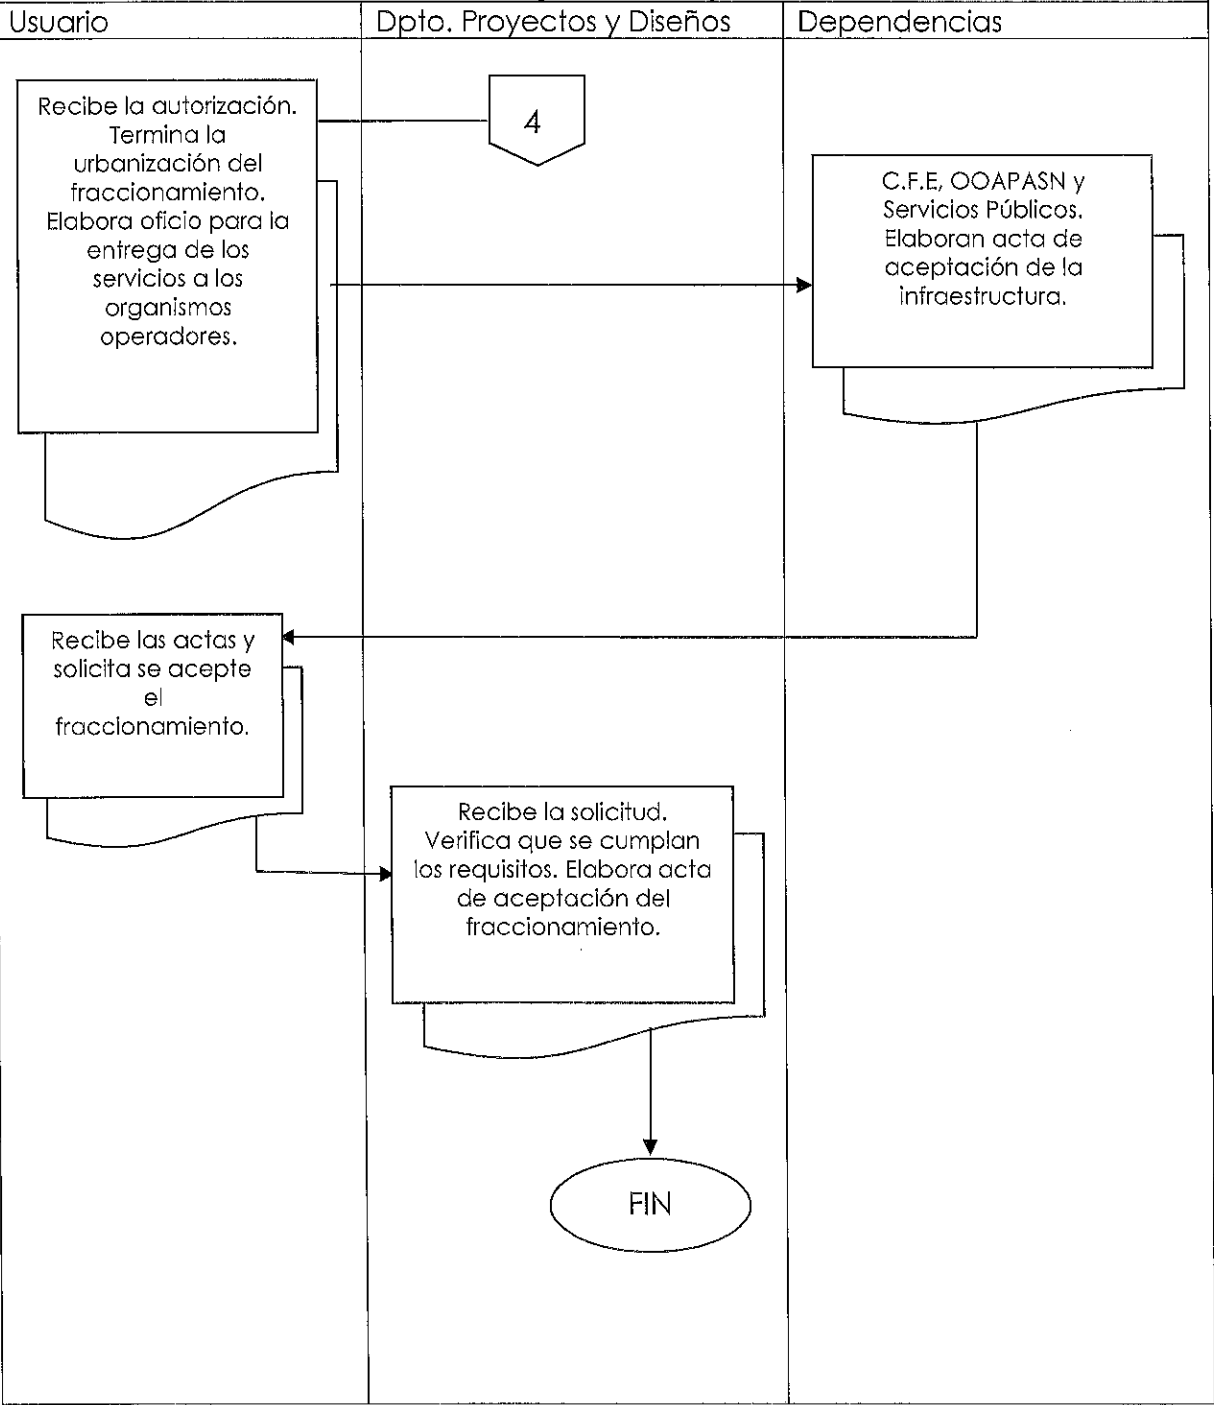 Usuario
Dpto. Proyectos y Diseños
Dependencias
4
Recibe la autorización.
Termina la
urbanización del
fraccionamiento.
Elabora oficio para la
entrega de los
servicios a los
organismos
operadores.
C.F.E, OOAPASN y
Servicios Públicos.
Elaboran acta de
aceptación de la
infraestructura.
Recibe las actas y
solicita se acepte
el
fraccionamiento.
Recibe la solicitud.
Verifica que se cumplan
los requisitos. Elabora acta
de aceptación del
fraccionamiento.
FIN